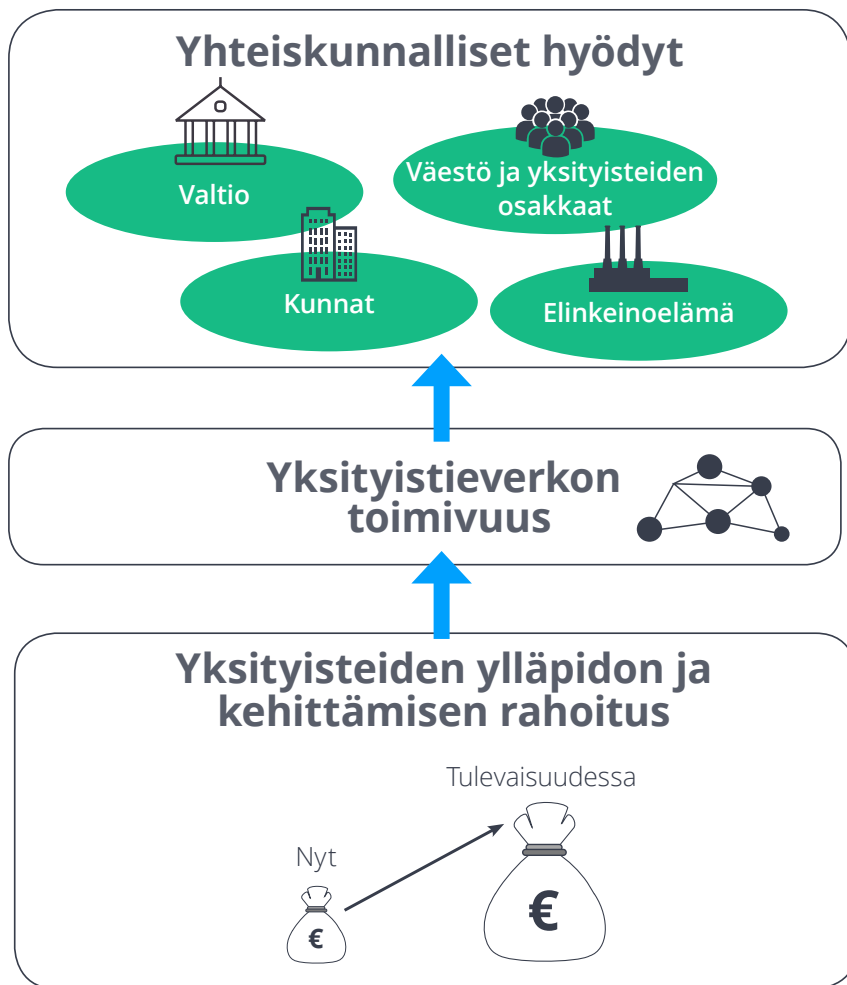 Yhteiskunnalliset hyödyt
Valtio
Väestö ja yksityisteiden
osakkaat
Kunnat
Elinkeinoelämä
Yksityistieverkon
toimivuus
Yksityisteiden ylläpidon ja
kehittämisen rahoitus
Tulevaisuudessa
Nyt
€
€